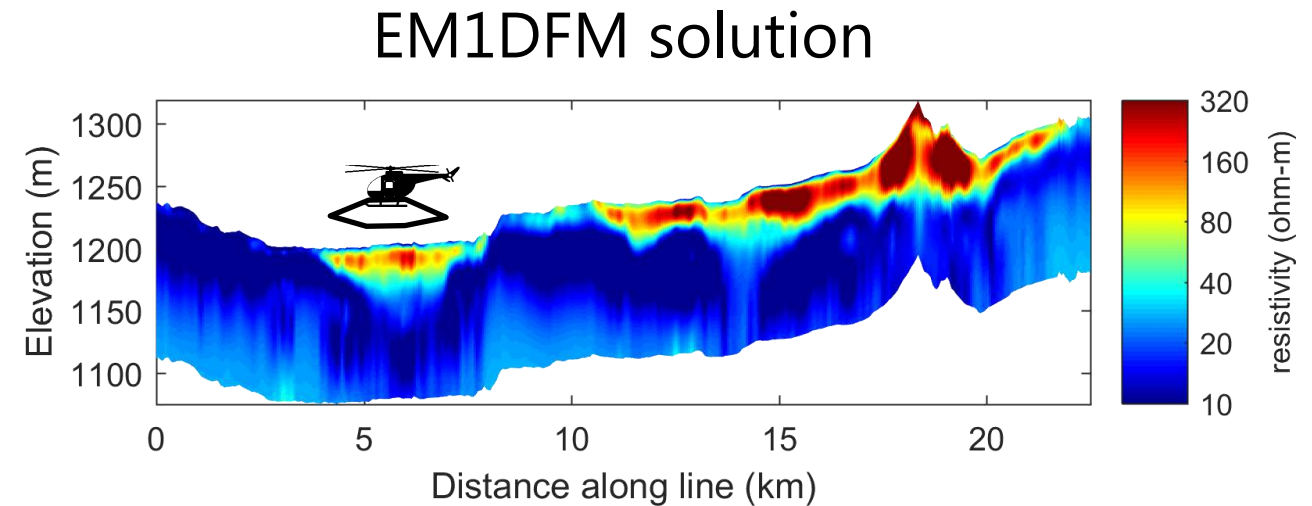 EM1DFM solution
1300
1250
1200
1150
1100
Elevation (m)
0 5 10 15 20
Distance along line (km)
320
160
80
40
20
10
resistivity (ohm-m)